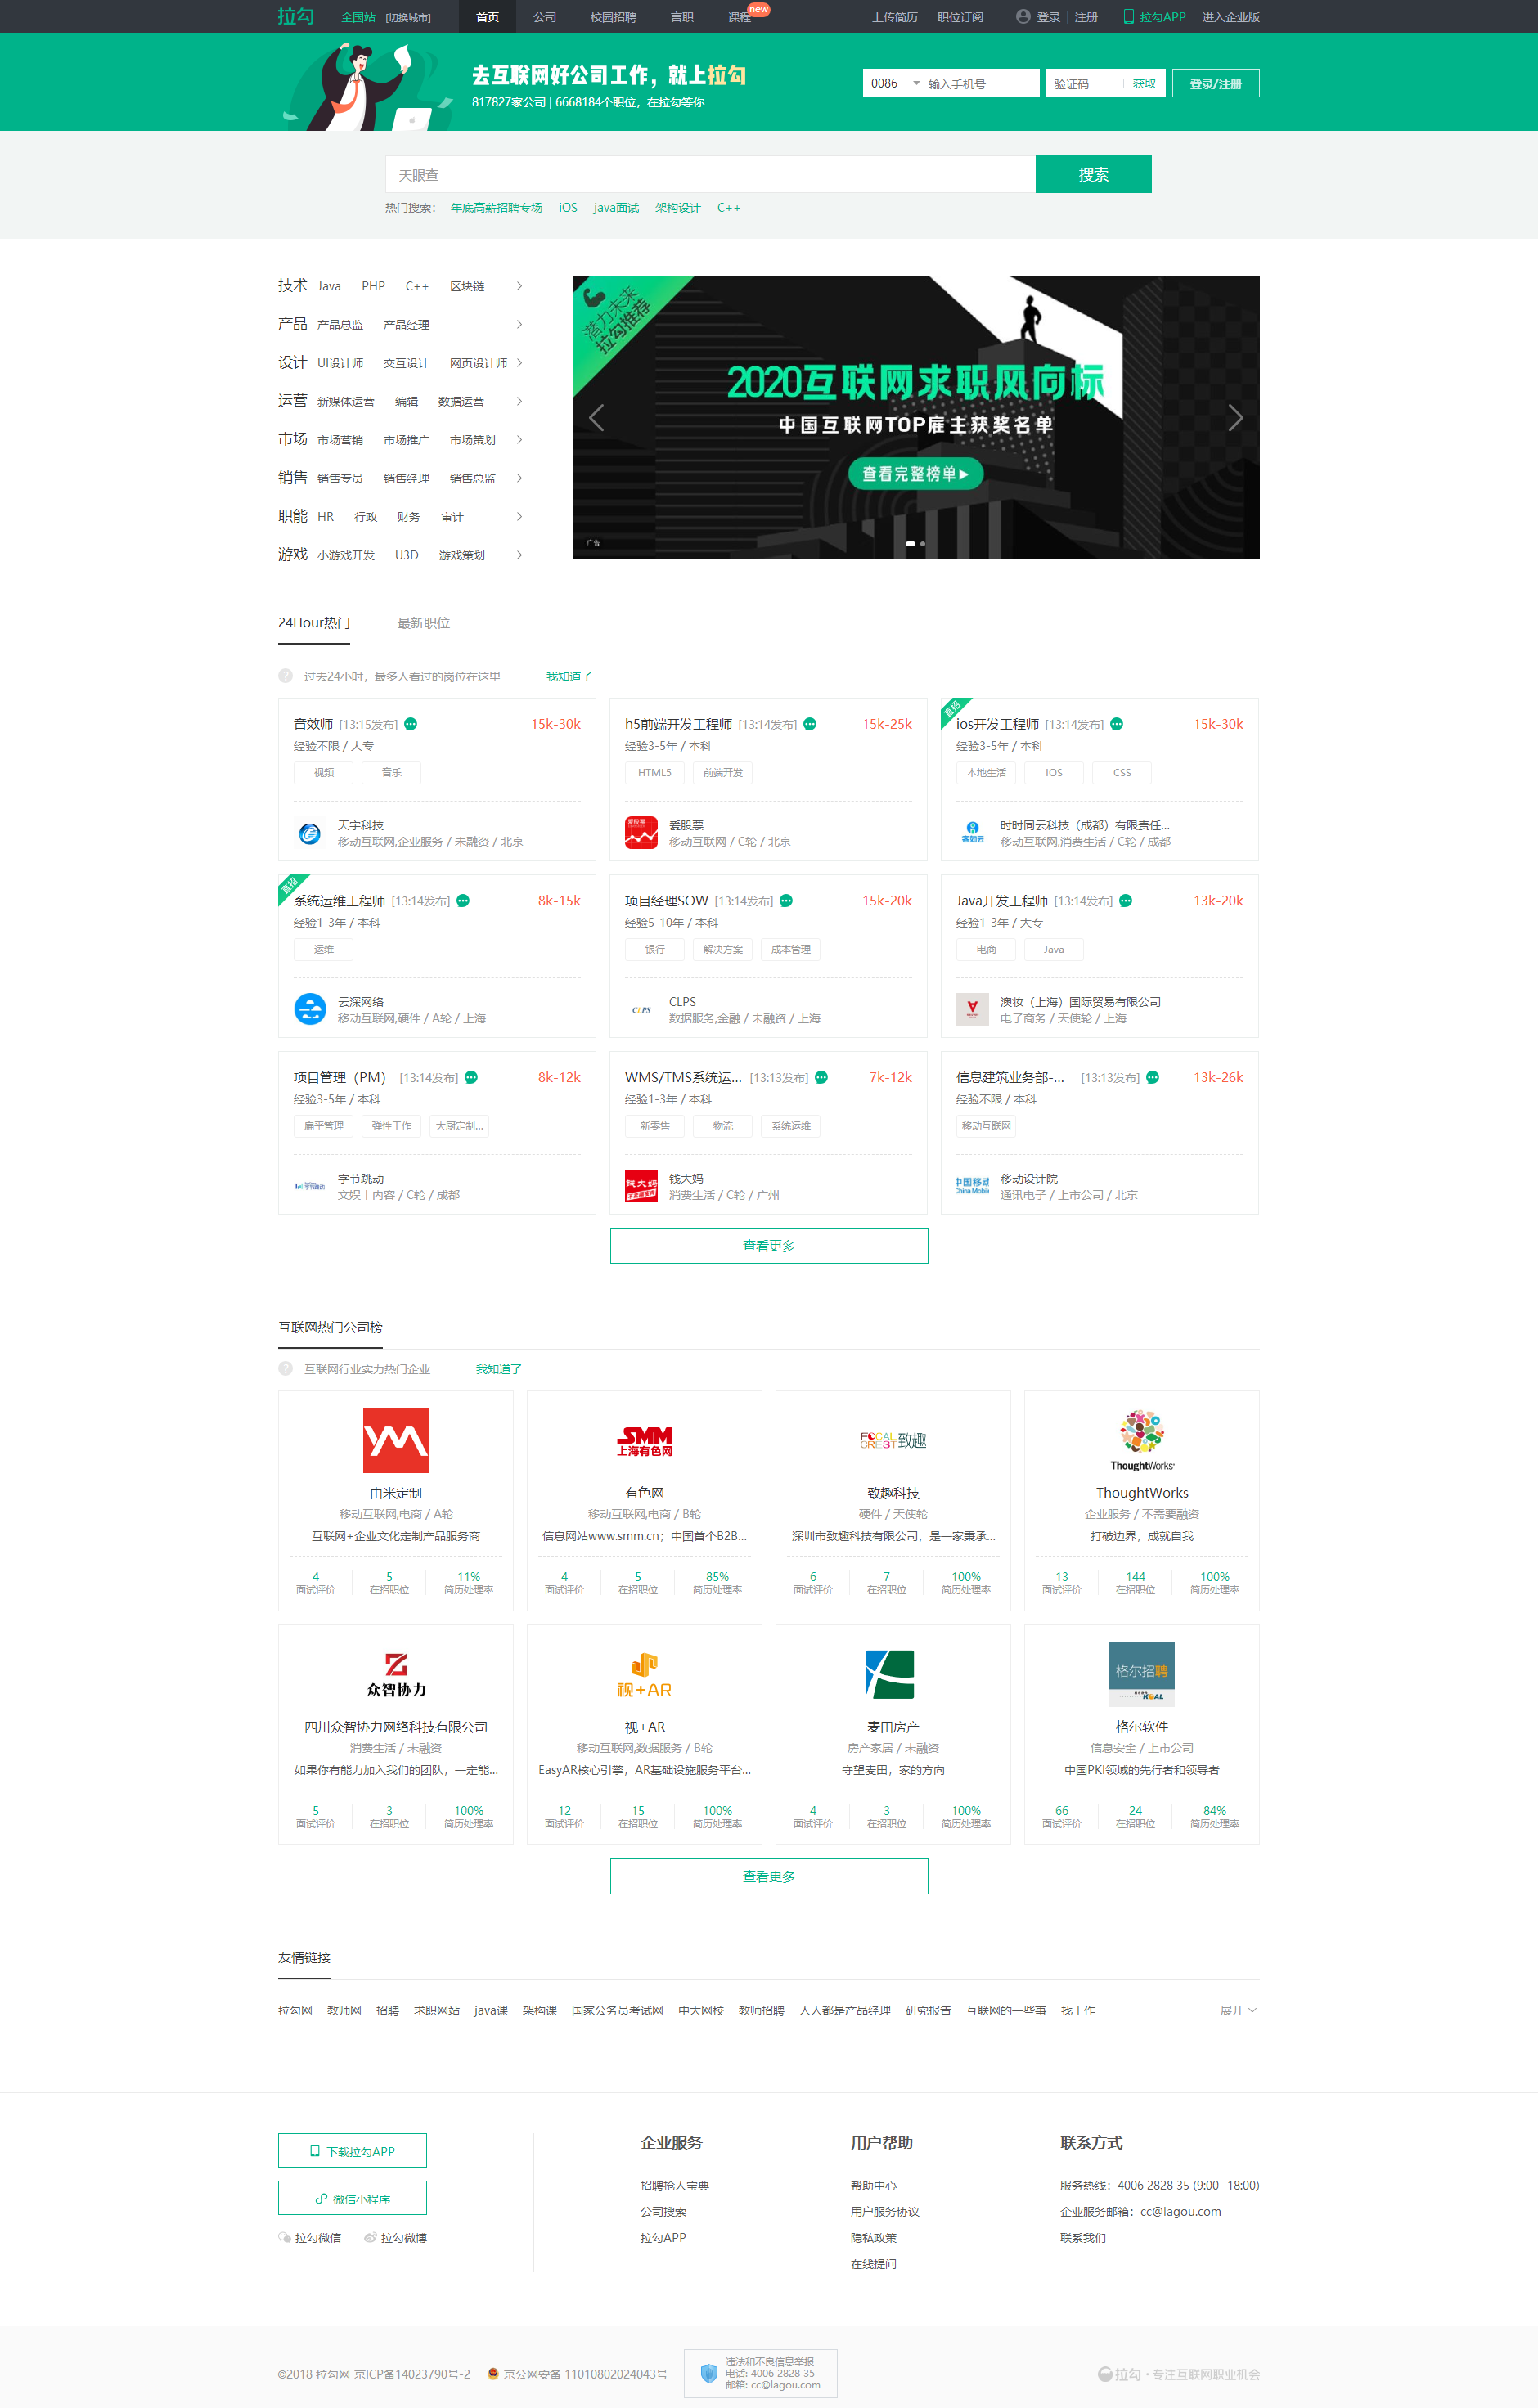 拉勾 全国站 [切换城市] 首页 公司 校园招聘 言职 课程 new 上传简历 职位订阅 登录 | 注册 拉勾APP 进入企业版
去互联网好公司工作，就上拉勾
817827家公司 | 6668184个职位，在拉勾等你
0086 输入手机号 验证码 获取 登录/注册
天眼查 搜索
热门搜索： 年底高薪招聘专场 iOS java面试 架构设计 C++
技术 Java PHP C++ 区块链
产品 产品总监 产品经理
设计 UI设计师 交互设计 网页设计师
运营 新媒体运营 编辑 数据运营
市场 市场营销 市场推广 市场策划
销售 销售专员 销售经理 销售总监
职能 HR 行政 财务 审计
游戏 小游戏开发 U3D 游戏策划
潜力未来
拉勾推荐
2020互联网求职风向标
中国互联网TOP雇主获奖名单
查看完整榜单▶
广告
24Hour热门 最新职位
? 过去24小时，最多人看过的岗位在这里 我知道了
音效师 [13:15发布] 15k-30k
经验不限 / 大专
视频 音乐
天宇科技
移动互联网,企业服务 / 未融资 / 北京
h5前端开发工程师 [13:14发布] 15k-25k
经验3-5年 / 本科
HTML5 前端开发
爱股票
爱股票
移动互联网 / C轮 / 北京
直招
ios开发工程师 [13:14发布] 15k-30k
经验3-5年 / 本科
本地生活 IOS CSS
客如云
时时同云科技（成都）有限责任...
移动互联网,消费生活 / C轮 / 成都
直招
系统运维工程师 [13:14发布] 8k-15k
经验1-3年 / 本科
运维
云深网络
移动互联网,硬件 / A轮 / 上海
项目经理SOW [13:14发布] 15k-20k
经验5-10年 / 本科
银行 解决方案 成本管理
CLPS
CLPS
数据服务,金融 / 未融资 / 上海
Java开发工程师 [13:14发布] 13k-20k
经验1-3年 / 大专
电商 Java
澳妆（上海）国际贸易有限公司
电子商务 / 天使轮 / 上海
项目管理（PM） [13:14发布] 8k-12k
经验3-5年 / 本科
扁平管理 弹性工作 大厨定制...
字节跳动
字节跳动
文娱丨内容 / C轮 / 成都
WMS/TMS系统运... [13:13发布] 7k-12k
经验1-3年 / 本科
新零售 物流 系统运维
钱大妈
钱大妈
消费生活 / C轮 / 广州
信息建筑业务部-... [13:13发布] 13k-26k
经验不限 / 本科
移动互联网
中国移动
China Mobile
移动设计院
通讯电子 / 上市公司 / 北京
查看更多
互联网热门公司榜
? 互联网行业实力热门企业 我知道了
由米定制
移动互联网,电商 / A轮
互联网+企业文化定制产品服务商
4 5 11%
面试评价 在招职位 简历处理率
SMM
上海有色网
有色网
移动互联网,电商 / B轮
信息网站www.smm.cn；中国首个B2B...
4 5 85%
面试评价 在招职位 简历处理率
FOCAL
CREST 致趣
致趣科技
硬件 / 天使轮
深圳市致趣科技有限公司，是一家秉承...
6 7 100%
面试评价 在招职位 简历处理率
ThoughtWorks
ThoughtWorks
企业服务 / 不需要融资
打破边界，成就自我
13 144 100%
面试评价 在招职位 简历处理率
众智协力
四川众智协力网络科技有限公司
消费生活 / 未融资
如果你有能力加入我们的团队，一定能...
5 3 100%
面试评价 在招职位 简历处理率
视+AR
视+AR
移动互联网,数据服务 / B轮
EasyAR核心引擎，AR基础设施服务平台...
12 15 100%
面试评价 在招职位 简历处理率
麦田房产
房产家居 / 未融资
守望麦田，家的方向
4 3 100%
面试评价 在招职位 简历处理率
格尔招聘
KOAL
格尔软件
信息安全 / 上市公司
中国PKI领域的先行者和领导者
66 24 84%
面试评价 在招职位 简历处理率
查看更多
友情链接
拉勾网 教师网 招聘 求职网站 java课 架构课 国家公务员考试网 中大网校 教师招聘 人人都是产品经理 研究报告 互联网的一些事 找工作 展开
下载拉勾APP
微信小程序
拉勾微信 拉勾微博
企业服务
招聘抢人宝典
公司搜索
拉勾APP
用户帮助
帮助中心
用户服务协议
隐私政策
在线提问
联系方式
服务热线：4006 2828 35 (9:00 -18:00)
企业服务邮箱：cc@lagou.com
联系我们
©2018 拉勾网 京ICP备14023790号-2 京公网安备 11010802024043号
违法和不良信息举报
电话: 4006 2828 35
邮箱: cc@lagou.com
拉勾·专注互联网职业机会